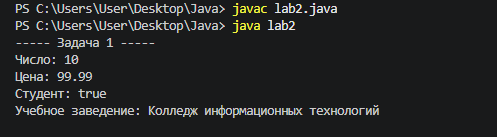 PS C:\Users\User\Desktop\Java> javac lab2.java
PS C:\Users\User\Desktop\Java> java lab2
----- Задача 1 -----
Число: 10
Цена: 99.99
Студент: true
Учебное заведение: Колледж информационных технологий